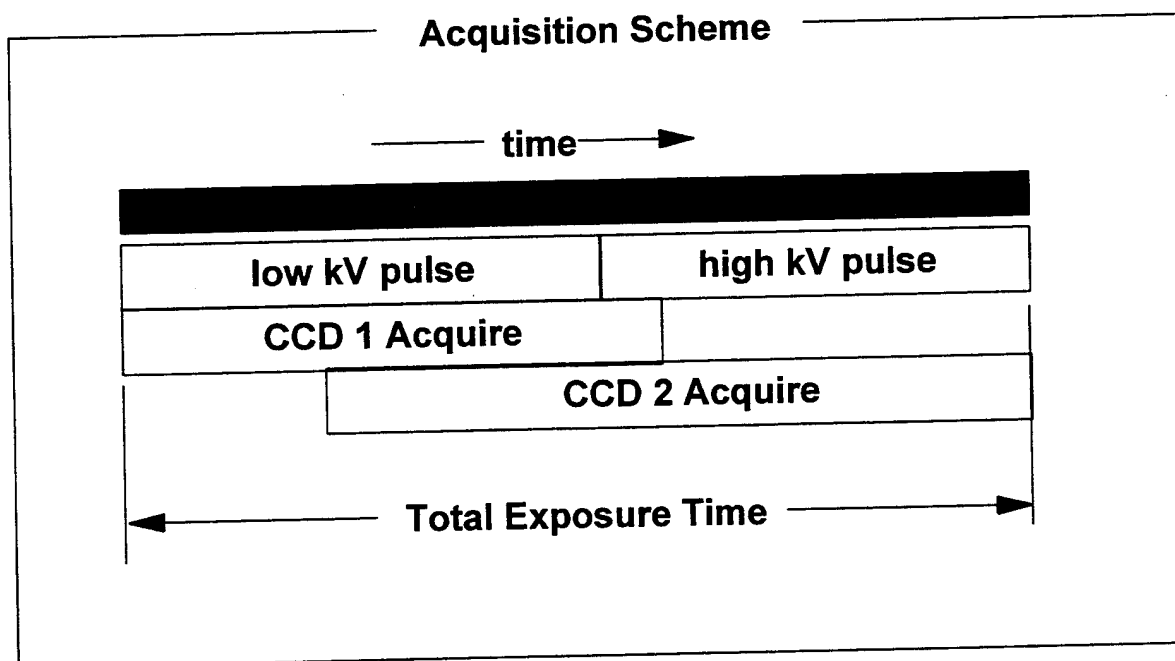 Acquisition Scheme
time
low kV pulse
high kV pulse
CCD 1 Acquire
CCD 2 Acquire
Total Exposure Time